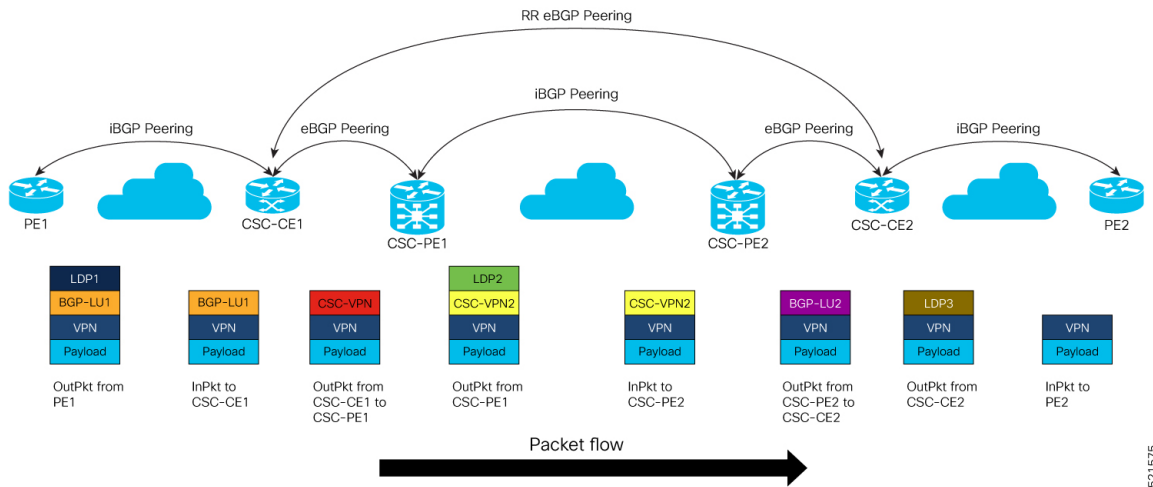 RR eBGP Peering
iBGP Peering
iBGP Peering
eBGP Peering
eBGP Peering
iBGP Peering
PE1
CSC-CE1
CSC-PE1
CSC-PE2
CSC-CE2
PE2
LDP1
BGP-LU1
VPN
Payload
OutPkt from
PE1
BGP-LU1
VPN
Payload
InPkt to
CSC-CE1
CSC-VPN
VPN
Payload
OutPkt from
CSC-CE1 to
CSC-PE1
LDP2
CSC-VPN2
VPN
Payload
OutPkt from
CSC-PE1
CSC-VPN2
VPN
Payload
InPkt to
CSC-PE2
BGP-LU2
VPN
Payload
OutPkt from
CSC-PE2 to
CSC-CE2
LDP3
VPN
Payload
OutPkt from
CSC-CE2
VPN
Payload
InPkt to
PE2
Packet flow
521575